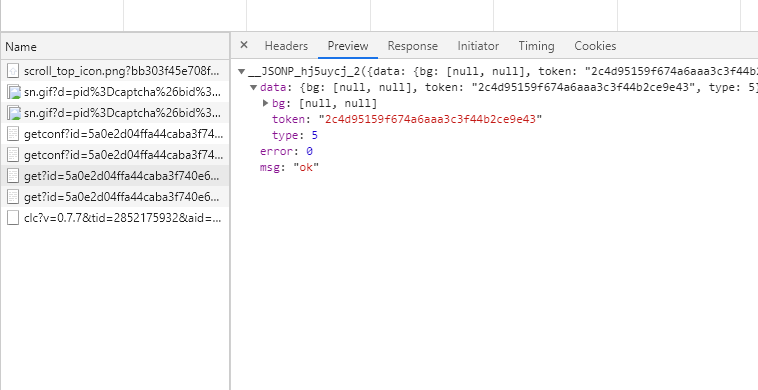 Name
scroll_top_icon.png?bb303f45e708f...
sn.gif?d=pid%3Dcaptcha%26bid%3...
sn.gif?d=pid%3Dcaptcha%26bid%3...
getconf?id=5a0e2d04ffa44caba3f74...
getconf?id=5a0e2d04ffa44caba3f74...
get?id=5a0e2d04ffa44caba3f740e6...
get?id=5a0e2d04ffa44caba3f740e6...
clc?v=0.7.7&tid=2852175932&aid=...
× Headers Preview Response Initiator Timing Cookies
▼__JSONP_hj5uycj_2({data: {bg: [null, null], token: "2c4d95159f674a6aaa3c3f44b2
▼data: {bg: [null, null], token: "2c4d95159f674a6aaa3c3f44b2ce9e43", type: 5}
▶bg: [null, null]
token: "2c4d95159f674a6aaa3c3f44b2ce9e43"
type: 5
error: 0
msg: "ok"